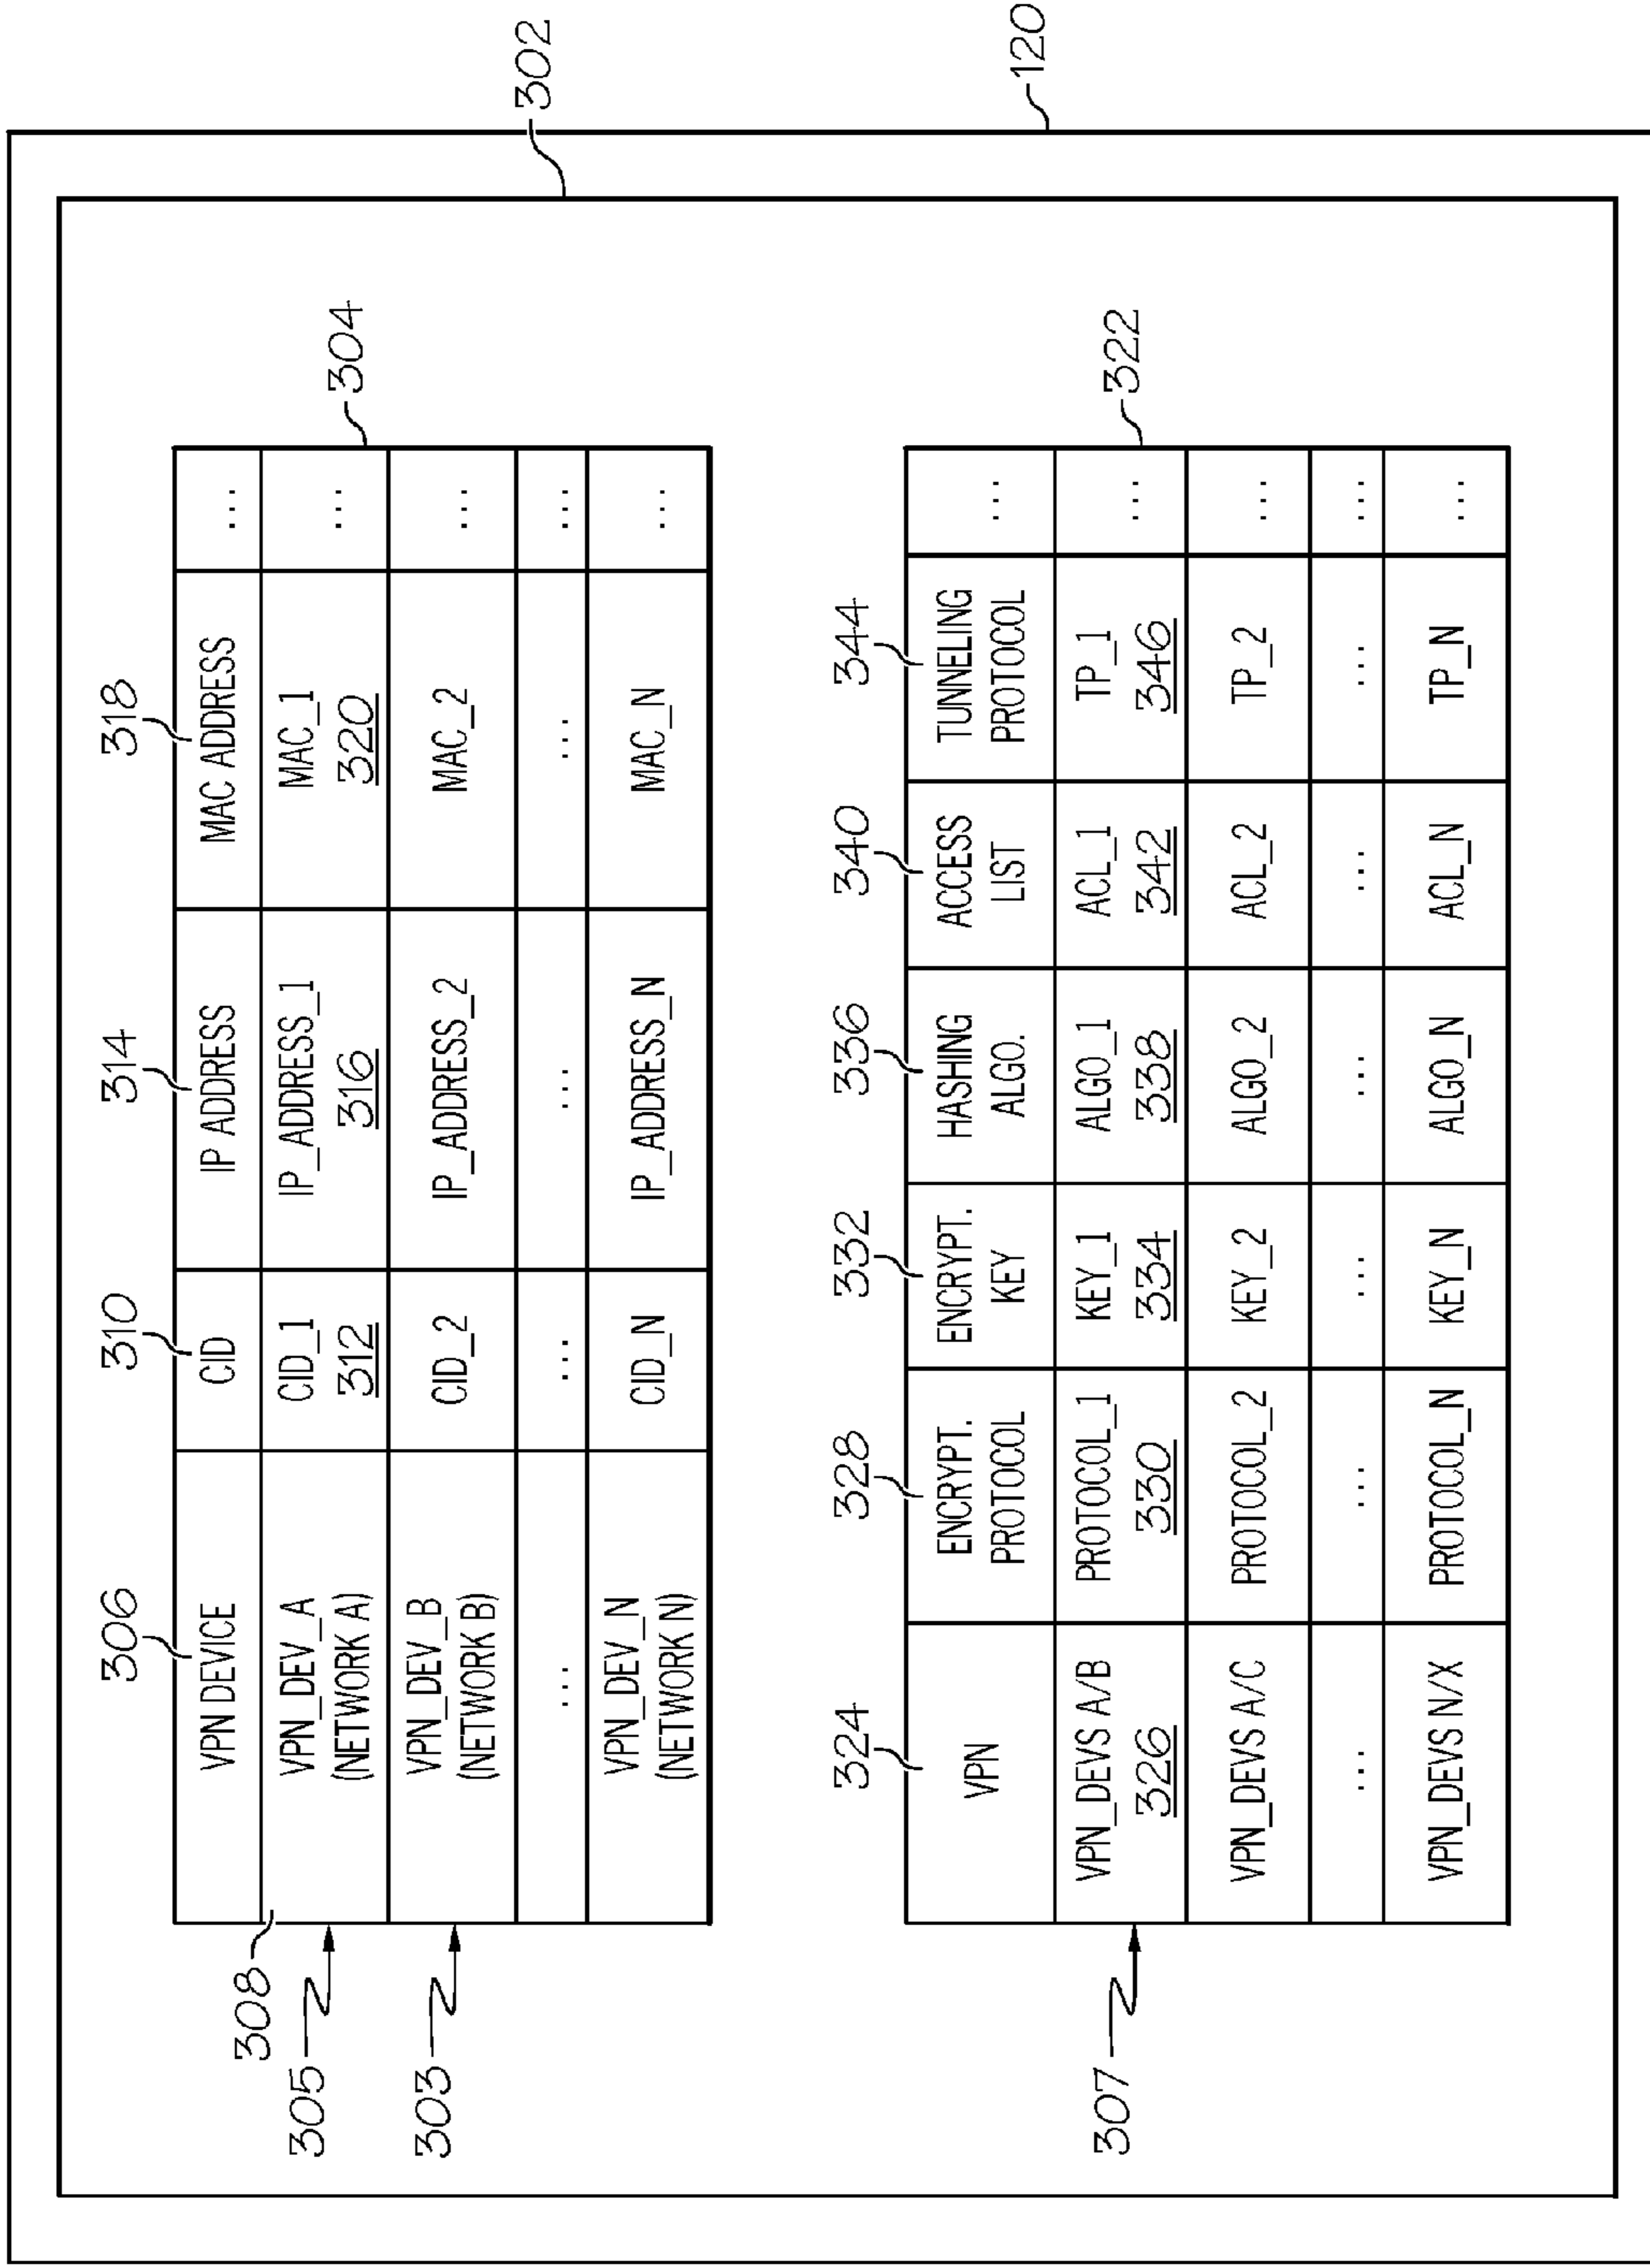 120
302
304
306
310
314
318
VPN DEVICE
CID
IP ADDRESS
MAC ADDRESS
...
308
305
VPN_DEV_A
(NETWORK A)
CID_1
312
IP_ADDRESS_1
316
MAC_1
320
...
303
VPN_DEV_B
(NETWORK B)
CID_2
IP_ADDRESS_2
MAC_2
...
...
...
...
...
...
VPN_DEV_N
(NETWORK N)
CID_N
IP_ADDRESS_N
MAC_N
...
322
324
328
332
336
340
344
VPN
ENCRYPT.
PROTOCOL
ENCRYPT.
KEY
HASHING
ALGO.
ACCESS
LIST
TUNNELING
PROTOCOL
...
307
VPN_DEVS A/B
326
PROTOCOL_1
330
KEY_1
334
ALGO_1
338
ACL_1
342
TP_1
346
...
VPN_DEVS A/C
PROTOCOL_2
KEY_2
ALGO_2
ACL_2
TP_2
...
...
...
...
...
...
...
...
VPN_DEVS N/X
PROTOCOL_N
KEY_N
ALGO_N
ACL_N
TP_N
...